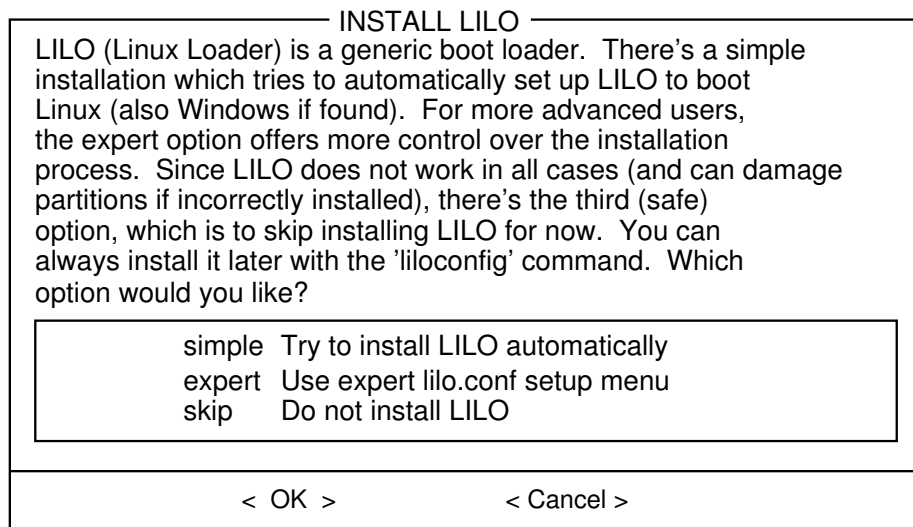 INSTALL LILO
LILO (Linux Loader) is a generic boot loader.  There's a simple
installation which tries to automatically set up LILO to boot
Linux (also Windows if found).  For more advanced users,
the expert option offers more control over the installation
process.  Since LILO does not work in all cases (and can damage
partitions if incorrectly installed), there's the third (safe)
option, which is to skip installing LILO for now.  You can
always install it later with the 'liloconfig' command.  Which
option would you like?
simple  Try to install LILO automatically
expert  Use expert lilo.conf setup menu
skip  Do not install LILO
<  OK  >  < Cancel >